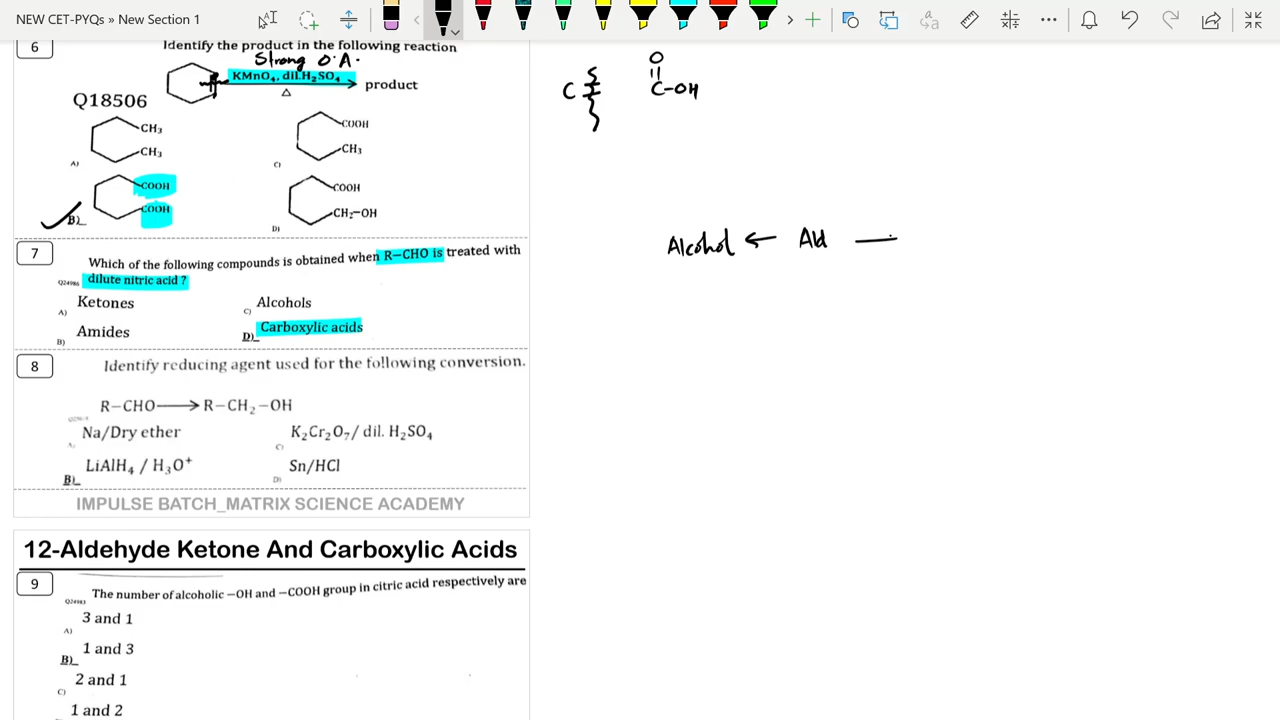 NEW CET-PYQs » New Section 1
6
Identify the product in the following reaction
Strong O.A.
KMnO₄, dil.H₂SO₄
product
Δ
Q18506
CH₃
CH₃
A)
COOH
CH₃
C)
COOH
COOH
B)
COOH
CH₂–OH
D)
O
C
C–OH
7
Which of the following compounds is obtained when R–CHO is treated with
Q24986 dilute nitric acid ?
Ketones
A)
Alcohols
C)
Amides
B)
Carboxylic acids
D)
Alcohol ← Ald —
8
Identify reducing agent used for the following conversion.
R–CHO⟶R–CH₂–OH
Na/Dry ether
A)
K₂Cr₂O₇/ dil. H₂SO₄
C)
LiAlH₄ / H₃O⁺
B)
Sn/HCl
D)
IMPULSE BATCH_MATRIX SCIENCE ACADEMY
12-Aldehyde Ketone And Carboxylic Acids
9
The number of alcoholic –OH and –COOH group in citric acid respectively are
3 and 1
A)
1 and 3
B)
2 and 1
C)
1 and 2